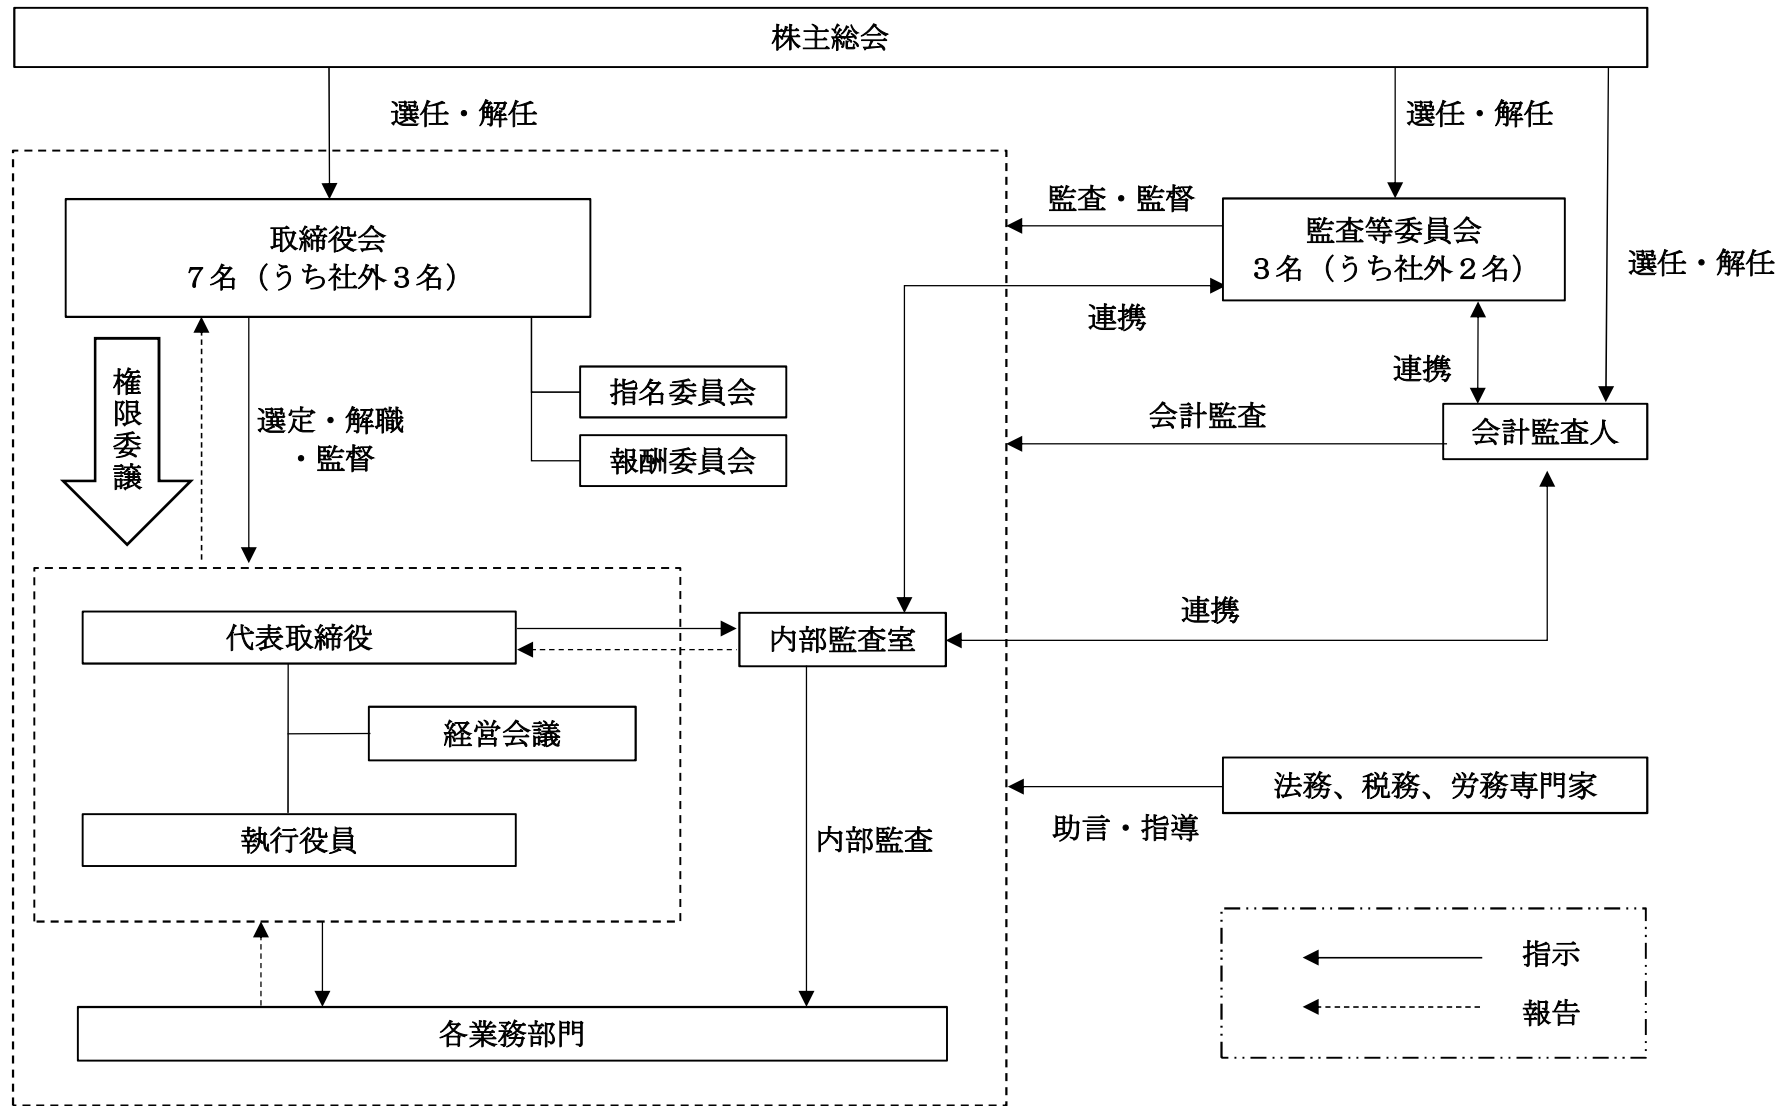 株主総会
選任・解任
選任・解任
選任・解任
取締役会
７名（うち社外３名）
監査・監督
監査等委員会
３名（うち社外２名）
連携
連携
権限委譲
選定・解職
・監督
指名委員会
報酬委員会
会計監査
会計監査人
代表取締役
内部監査室
連携
経営会議
執行役員
内部監査
法務、税務、労務専門家
助言・指導
各業務部門
指示
報告